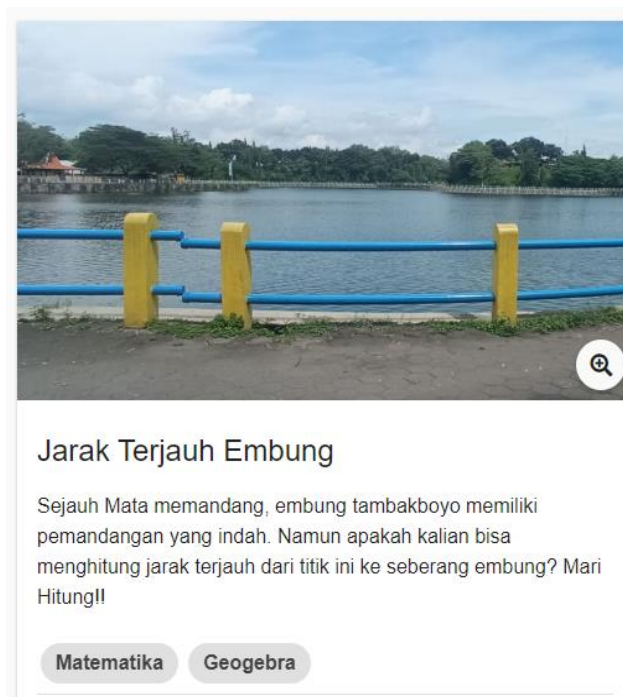 Jarak Terjauh Embung
Sejauh Mata memandang, embung tambakboyo memiliki
pemandangan yang indah. Namun apakah kalian bisa
menghitung jarak terjauh dari titik ini ke seberang embung? Mari
Hitung!!
Matematika Geogebra